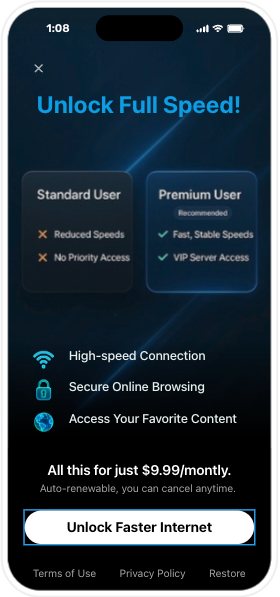 1:08
Unlock Full Speed!
Standard User
Reduced Speeds
No Priority Access
Premium User
Recommended
Fast, Stable Speeds
VIP Server Access
High-speed Connection
Secure Online Browsing
Access Your Favorite Content
All this for just $9.99/montly.
Auto-renewable, you can cancel anytime.
Unlock Faster Internet
Terms of Use Privacy Policy Restore